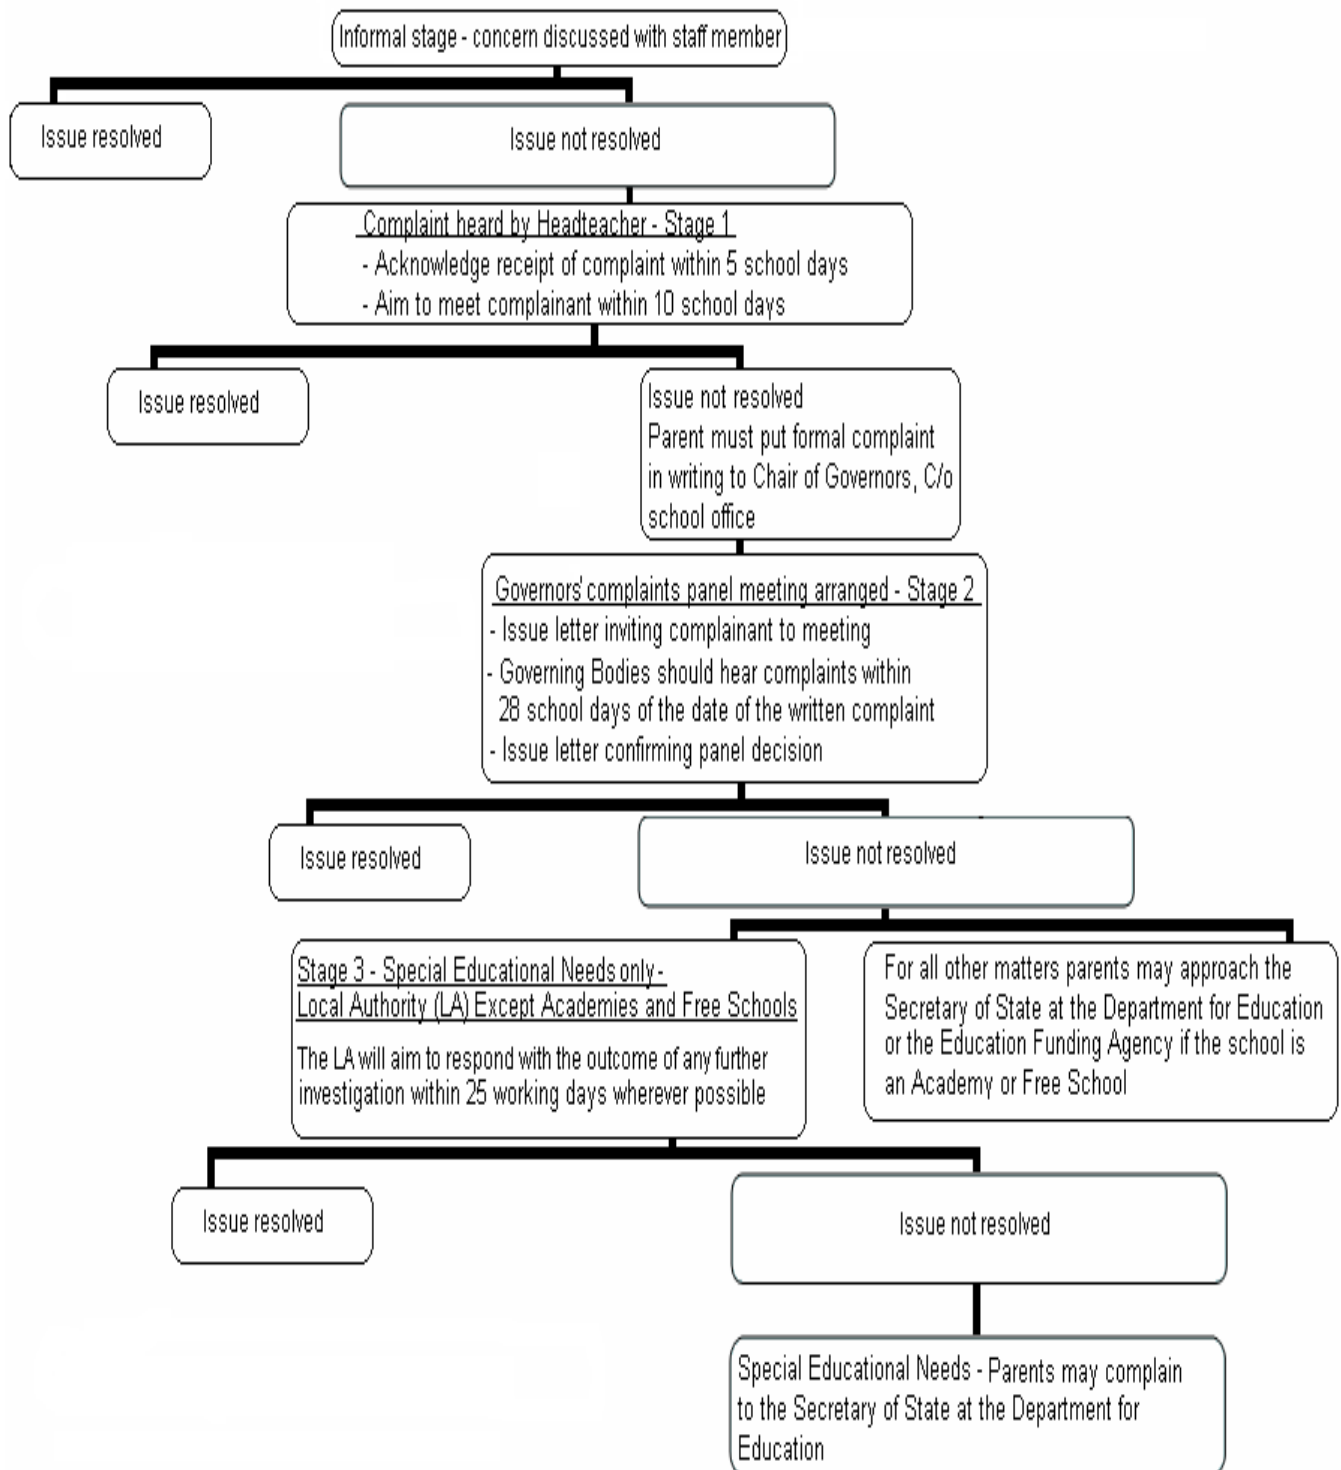 Informal stage - concern discussed with staff member
Issue resolved
Issue not resolved
Complaint heard by Headteacher - Stage 1
- Acknowledge receipt of complaint within 5 school days
- Aim to meet complainant within 10 school days
Issue resolved
Issue not resolved
Parent must put formal complaint
in writing to Chair of Governors, C/o
school office
Governors' complaints panel meeting arranged - Stage 2
- Issue letter inviting complainant to meeting
- Governing Bodies should hear complaints within
28 school days of the date of the written complaint
- Issue letter confirming panel decision
Issue resolved
Issue not resolved
Stage 3 - Special Educational Needs only -
Local Authority (LA) Except Academies and Free Schools
The LA will aim to respond with the outcome of any further
investigation within 25 working days wherever possible
For all other matters parents may approach the
Secretary of State at the Department for Education
or the Education Funding Agency if the school is
an Academy or Free School
Issue resolved
Issue not resolved
Special Educational Needs - Parents may complain
to the Secretary of State at the Department for
Education